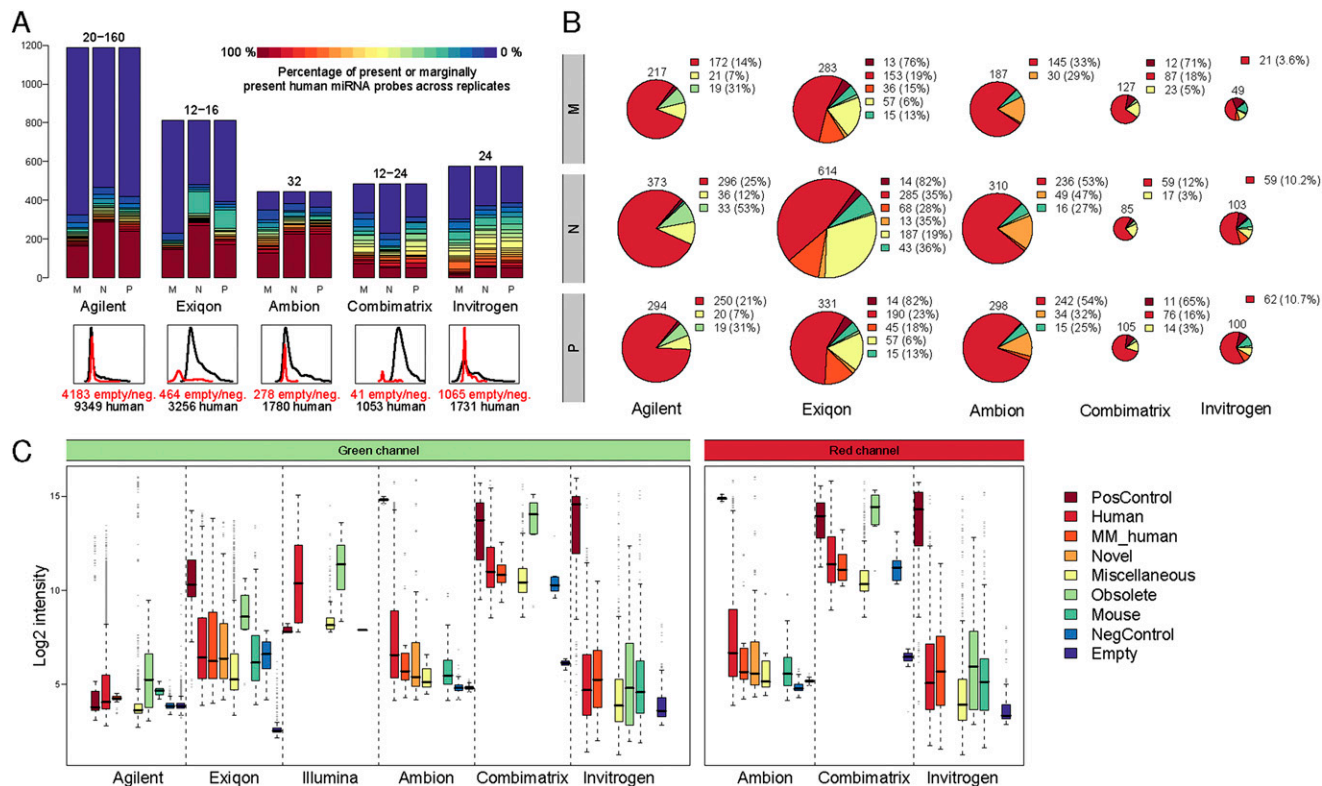 A
20-160
100 %
0 %
Percentage of present or marginally
present human miRNA probes across replicates
1200
1000
800
600
400
200
0
12-16
32
12-24
24
M N P
M N P
M N P
M N P
M N P
Agilent
Exiqon
Ambion
Combimatrix
Invitrogen
4183 empty/neg.
9349 human
464 empty/neg.
3256 human
278 empty/neg.
1780 human
41 empty/neg.
1053 human
1065 empty/neg.
1731 human
B
M
217
172 (14%)
21 (7%)
19 (31%)
283
13 (76%)
153 (19%)
36 (15%)
57 (6%)
15 (13%)
187
145 (33%)
30 (29%)
127
12 (71%)
87 (18%)
23 (5%)
49
21 (3.6%)
N
373
296 (25%)
36 (12%)
33 (53%)
614
14 (82%)
285 (35%)
68 (28%)
13 (35%)
187 (19%)
43 (36%)
310
236 (53%)
49 (47%)
16 (27%)
85
59 (12%)
17 (3%)
103
59 (10.2%)
P
294
250 (21%)
20 (7%)
19 (31%)
331
14 (82%)
190 (23%)
45 (18%)
57 (6%)
15 (13%)
298
242 (54%)
34 (32%)
15 (25%)
105
11 (65%)
76 (16%)
14 (3%)
100
62 (10.7%)
Agilent
Exiqon
Ambion
Combimatrix
Invitrogen
C
Green channel
Red channel
Log2 intensity
15
10
5
Agilent
Exiqon
Illumina
Ambion
Combimatrix
Invitrogen
Ambion
Combimatrix
Invitrogen
PosControl
Human
MM_human
Novel
Miscellaneous
Obsolete
Mouse
NegControl
Empty